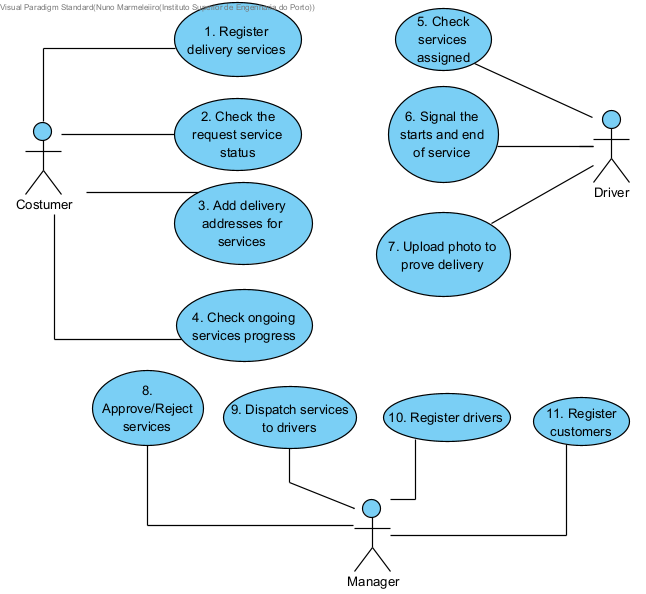 Visual Paradigm Standard(Nuno Marmeleiro(Instituto Superior de Engenharia do Porto))
1. Register
delivery services
2. Check the
request service
status
Costumer
3. Add delivery
addresses for
services
4. Check ongoing
services progress
5. Check
services
assigned
6. Signal the
starts and end
of service
Driver
7. Upload photo to
prove delivery
8.
Approve/Reject
services
9. Dispatch services
to drivers
10. Register drivers
11. Register
customers
Manager